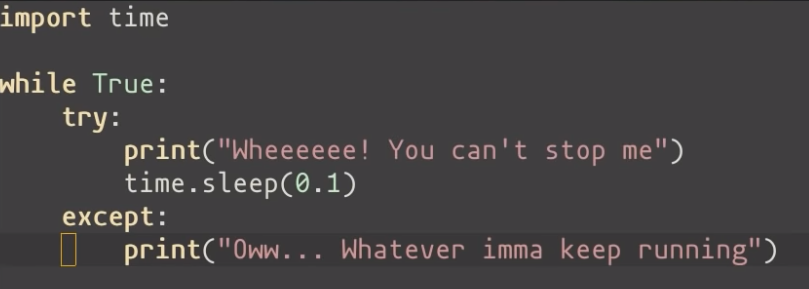 import time
while True:
    try:
        print("Wheeeeee! You can't stop me")
        time.sleep(0.1)
    except:
        print("Oww... Whatever imma keep running")